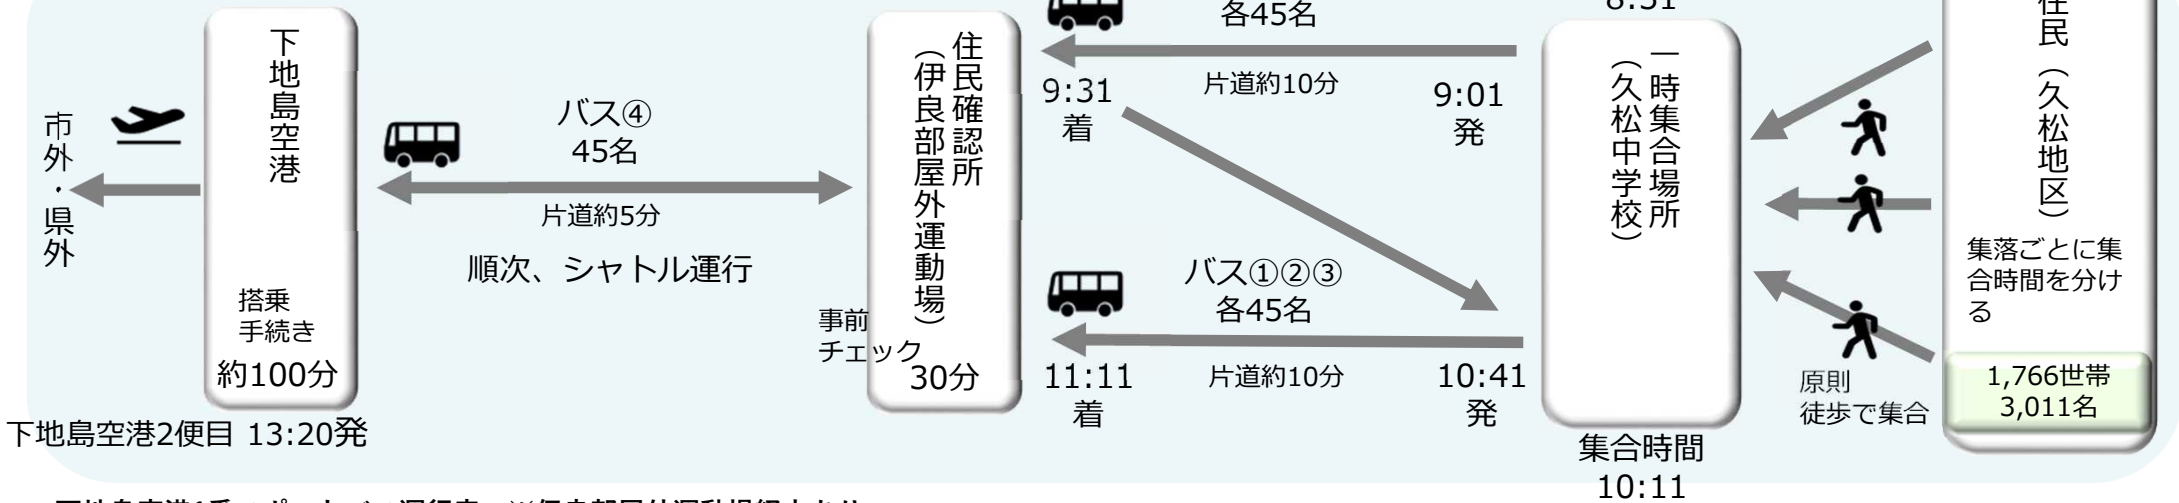 市外・県外
下地島空港
搭乗
手続き
約100分
下地島空港2便目 13:20発
バス④
45名
片道約5分
順次、シャトル運行
住民確認所
(伊良部屋外運動場)
事前
チェック
30分
各45名
片道約10分
9:31
着
9:01
発
バス①②③
各45名
片道約10分
11:11
着
10:41
発
一時集合場所
(久松中学校)
集合時間
10:11
住民(久松地区)
集落ごとに集
合時間を分け
る
1,766世帯
3,011名
原則
徒歩で集合